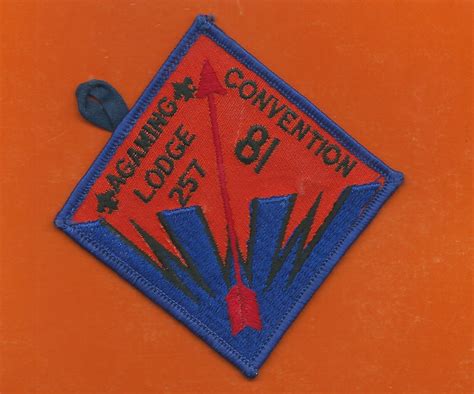 AGAMING
LODGE
257
CONVENTION
81